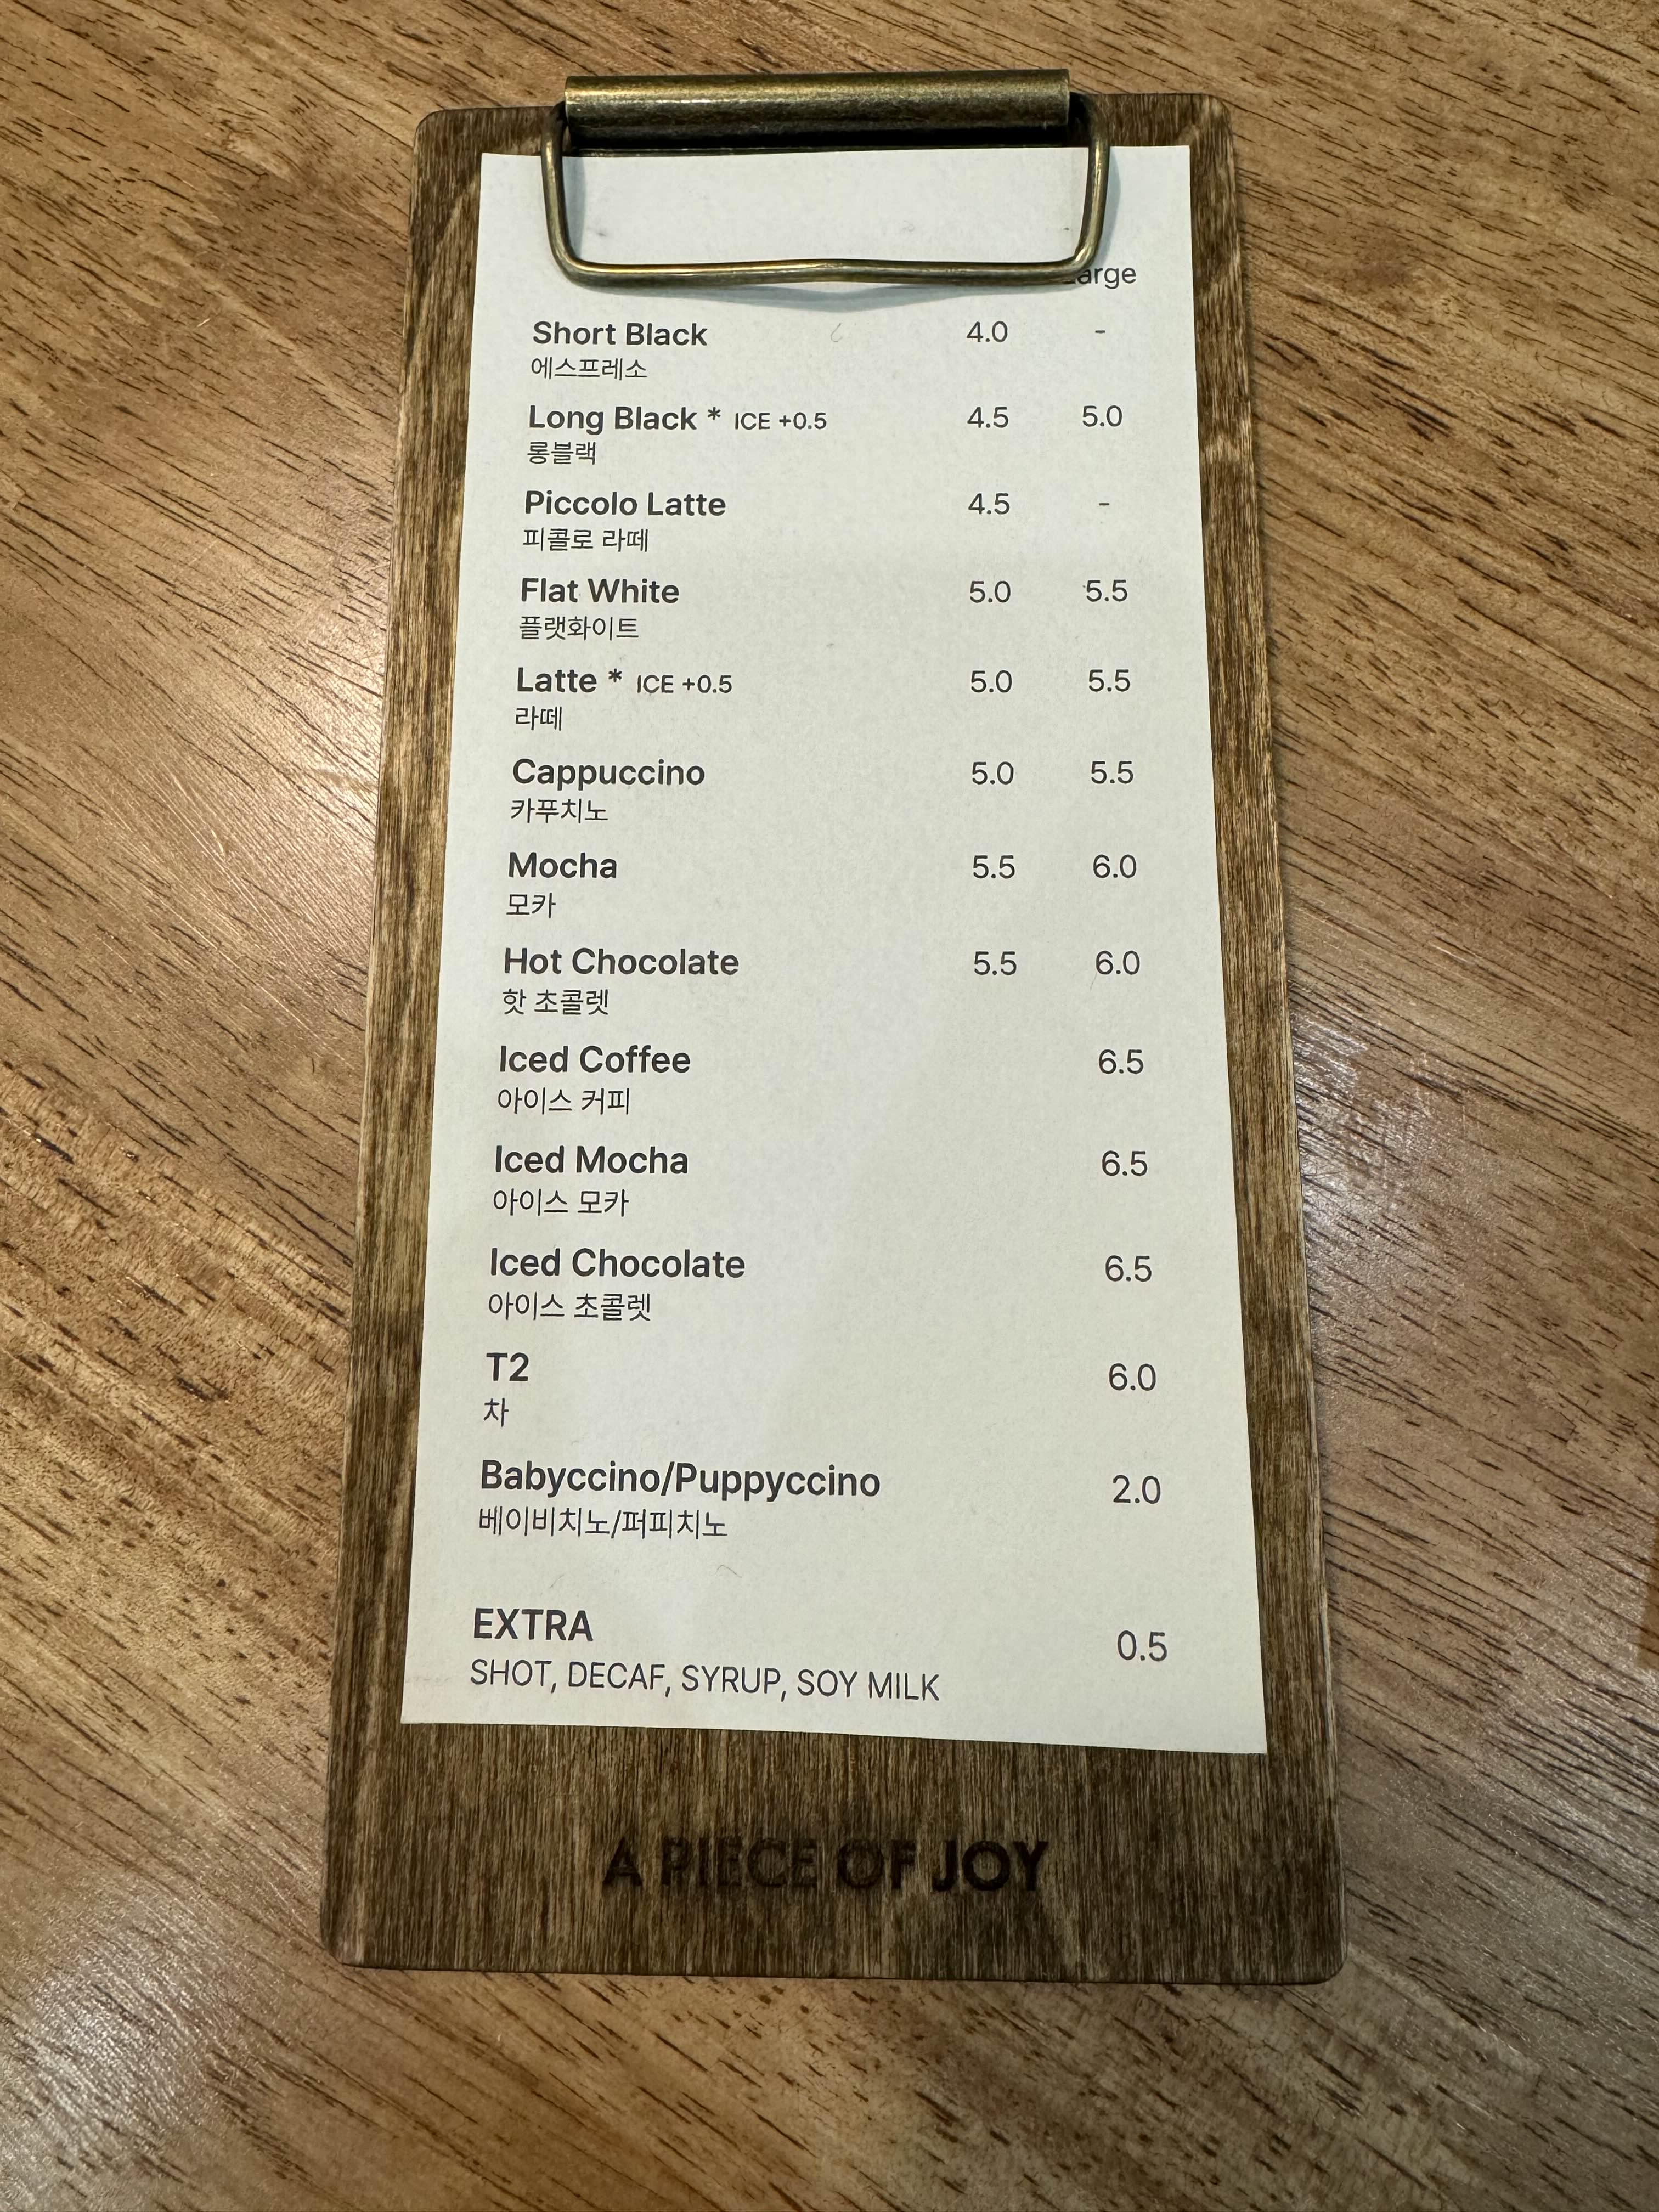 Large
Short Black 4.0 -
에스프레소
Long Black * ICE +0.5 4.5 5.0
롱블랙
Piccolo Latte 4.5 -
피콜로 라떼
Flat White 5.0 5.5
플랫화이트
Latte * ICE +0.5 5.0 5.5
라떼
Cappuccino 5.0 5.5
카푸치노
Mocha 5.5 6.0
모카
Hot Chocolate 5.5 6.0
핫 초콜렛
Iced Coffee 6.5
아이스 커피
Iced Mocha 6.5
아이스 모카
Iced Chocolate 6.5
아이스 초콜렛
T2 6.0
차
Babyccino/Puppyccino 2.0
베이비치노/퍼피치노
EXTRA 0.5
SHOT, DECAF, SYRUP, SOY MILK
A PIECE OF JOY